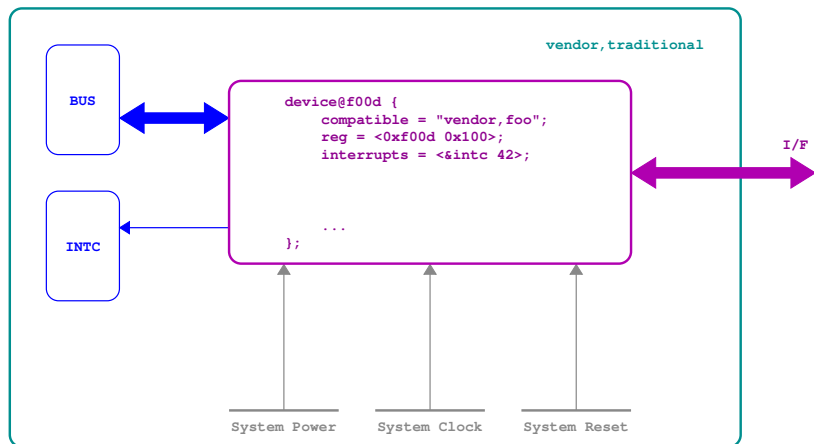 vendor,traditional
BUS
device@f00d {
compatible = "vendor,foo";
reg = <0xf00d 0x100>;
interrupts = <&intc 42>;
I/F
...
};
INTC
System Power
System Clock
System Reset